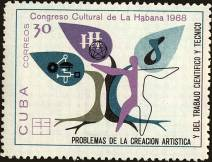 Congreso Cultural de La Habana 1968
CORREOS 30
CUBA
PROBLEMAS DE LA CREACION ARTISTICA
Y DEL TRABAJO CIENTIFICO Y TECNICO